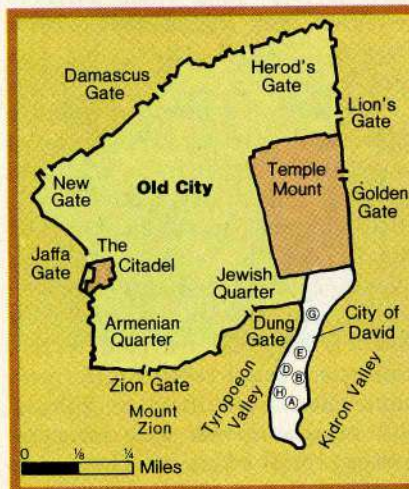 Damascus
Gate
Herod's
Gate
Lion's
Gate
New
Gate
Old City
Temple
Mount
Golden
Gate
Jaffa
Gate
The
Citadel
Jewish
Quarter
Armenian
Quarter
Dung
Gate
G
City of
David
E
D
B
H
A
Zion Gate
Mount
Zion
Tyropoeon
Valley
Kidron Valley
0 ⅛ ¼
Miles